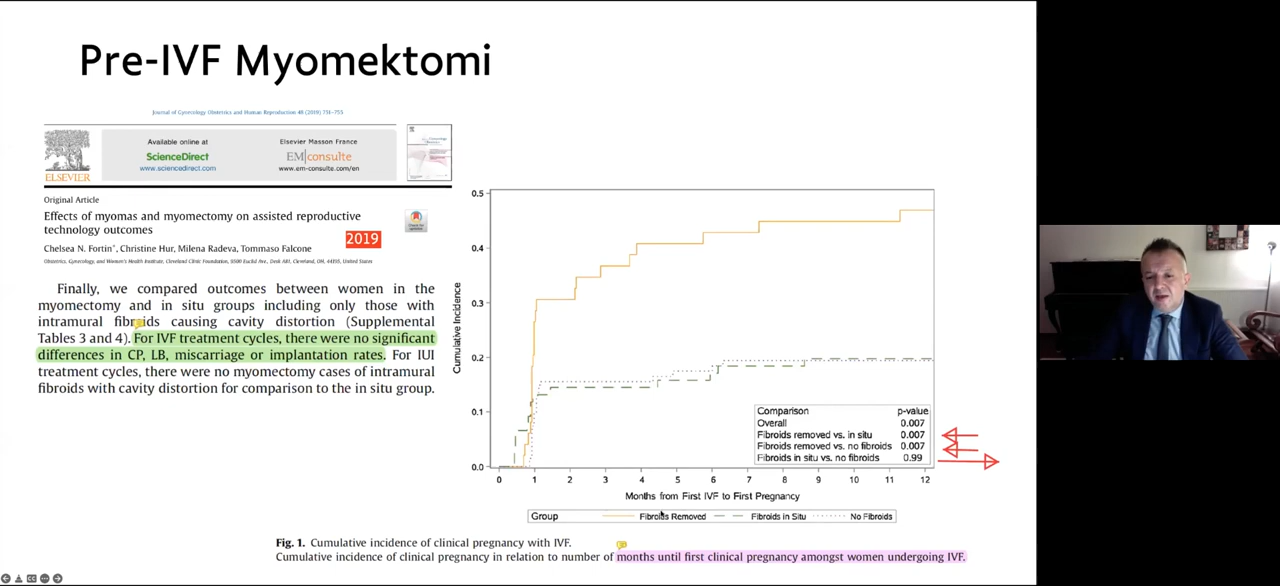 Pre-IVF Myomektomi
Journal of Gynecology Obstetrics and Human Reproduction 48 (2019) 751–755
ELSEVIER
Available online at
ScienceDirect
www.sciencedirect.com
Elsevier Masson France
EM|consulte
www.em-consulte.com/en
Original Article
Effects of myomas and myomectomy on assisted reproductive
technology outcomes
2019
Chelsea N. Fortin*, Christine Hur, Milena Radeva, Tommaso Falcone
Obstetrics, Gynecology, and Women's Health Institute, Cleveland Clinic Foundation, 9500 Euclid Ave., Desk A81, Cleveland, OH, 44195, United States
Finally, we compared outcomes between women in the
myomectomy and in situ groups including only those with
intramural fibroids causing cavity distortion (Supplemental
Tables 3 and 4). For IVF treatment cycles, there were no significant
differences in CP, LB, miscarriage or implantation rates. For IUI
treatment cycles, there were no myomectomy cases of intramural
fibroids with cavity distortion for comparison to the in situ group.
Cumulative Incidence
0.5
0.4
0.3
0.2
0.1
0.0
0 1 2 3 4 5 6 7 8 9 10 11 12
Months from First IVF to First Pregnancy
Comparison p-value
Overall 0.007
Fibroids removed vs. in situ 0.007
Fibroids removed vs. no fibroids 0.007
Fibroids in situ vs. no fibroids 0.99
Group Fibroids Removed Fibroids in Situ No Fibroids
Fig. 1. Cumulative incidence of clinical pregnancy with IVF.
Cumulative incidence of clinical pregnancy in relation to number of months until first clinical pregnancy amongst women undergoing IVF.